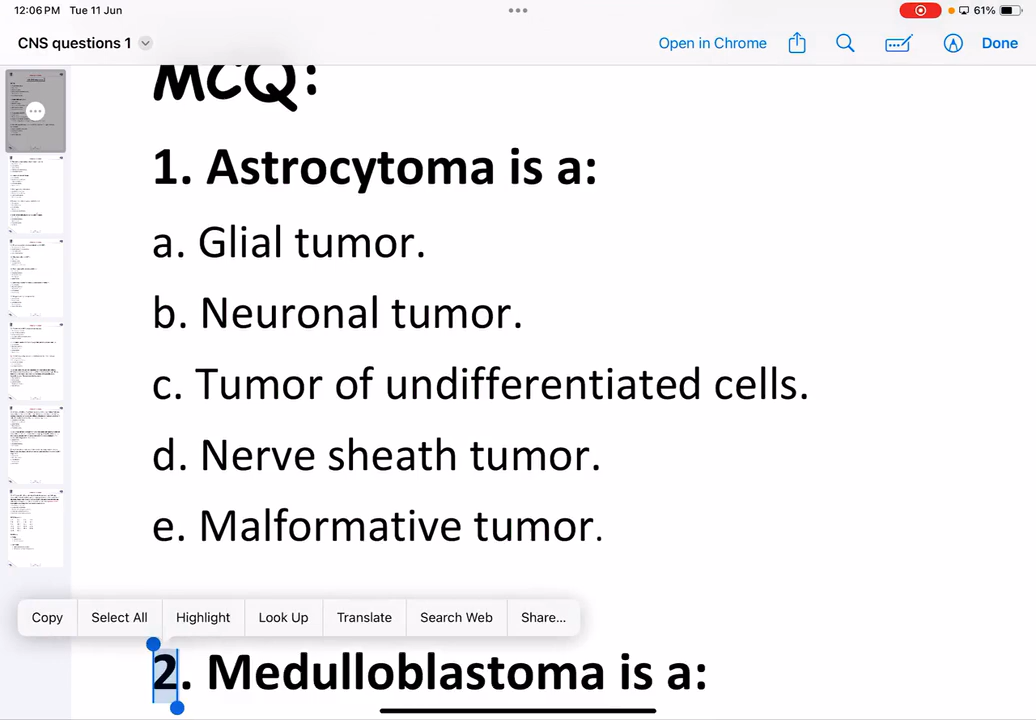 12:06 PM Tue 11 Jun
61%
CNS questions 1
Open in Chrome
Done
MCQ:
1. Astrocytoma is a:
a. Glial tumor.
b. Neuronal tumor.
c. Tumor of undifferentiated cells.
d. Nerve sheath tumor.
e. Malformative tumor.
Copy Select All Highlight Look Up Translate Search Web Share...
2. Medulloblastoma is a: